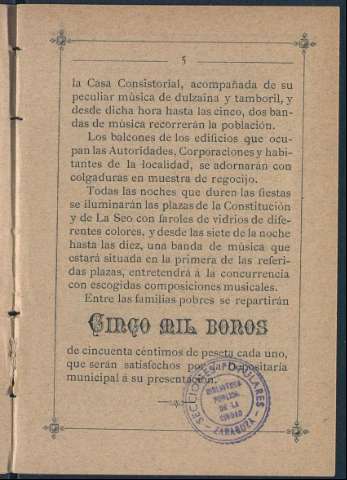 5
la Casa Consistorial, acompañada de su
peculiar música de dulzaina y tamboril, y
desde dicha hora hasta las cinco, dos ban-
das de música recorrerán la población.
Los balcones de los edificios que ocu-
pan las Autoridades, Corporaciones y habi-
tantes de la localidad, se adornarán con
colgaduras en muestra de regocijo.
Todas las noches que duren las fiestas
se iluminarán las plazas de la Constitución
y de La Seo con faroles de vidrios de dife-
rentes colores, y desde las siete de la noche
hasta las diez, una banda de música que
estará situada en la primera de las referi-
das plazas, entretendrá á la concurrencia
con escogidas composiciones musicales.
Entre las familias pobres se repartirán
CINCO MIL BONOS
de cincuenta céntimos de peseta cada uno,
que serán satisfechos por la Depositaría
municipal á su presentación.
SECCIONES POPULARES
BIBLIOTECA
PÚBLICA
DE LA
CIUDAD
ZARAGOZA